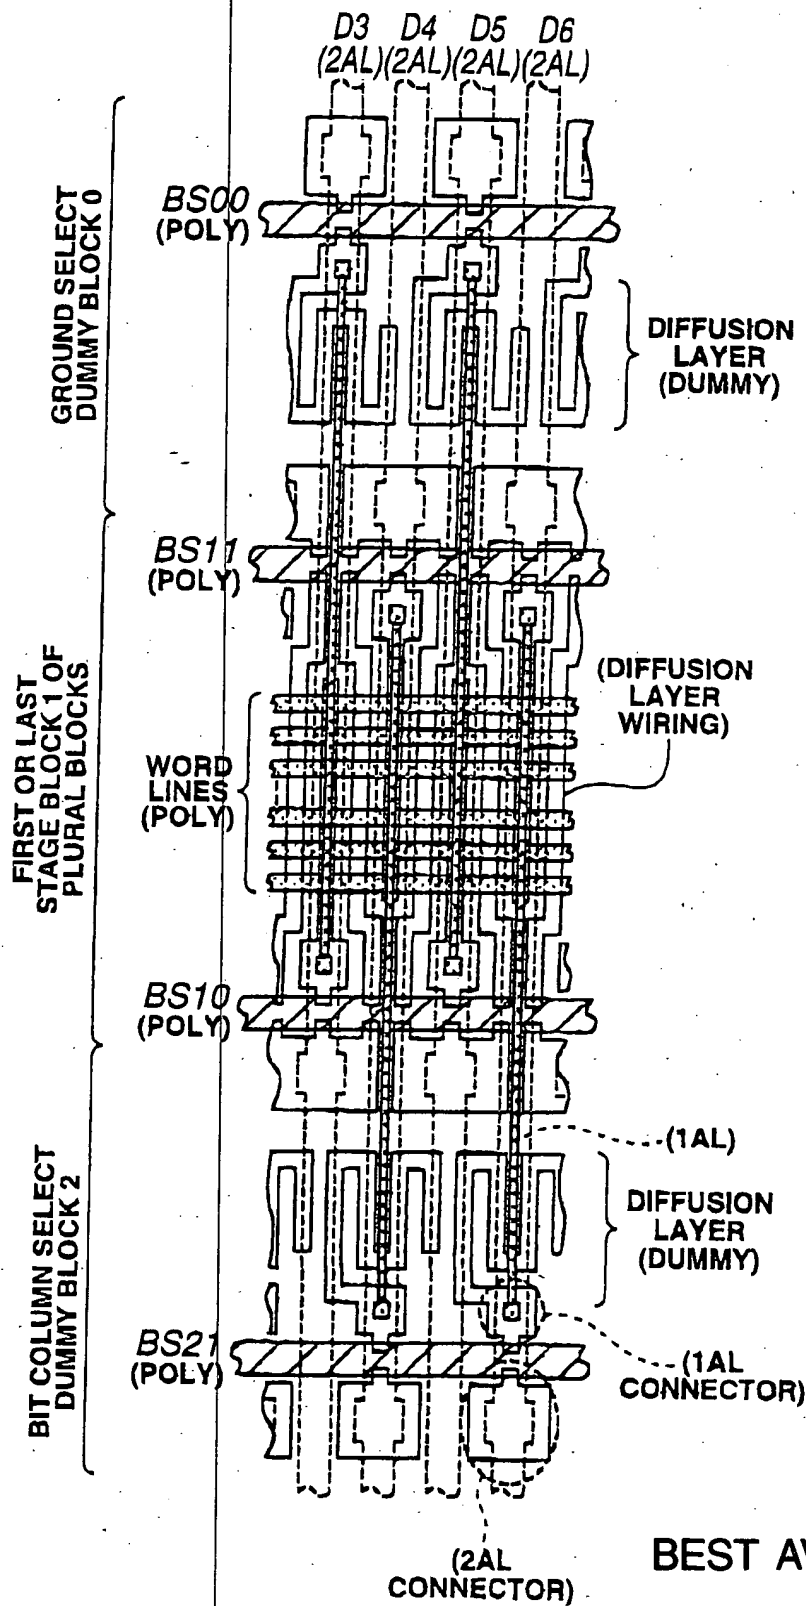 D3 D4 D5 D6
(2AL) (2AL) (2AL) (2AL)
GROUND SELECT
DUMMY BLOCK 0
BS00
(POLY)
DIFFUSION
LAYER
(DUMMY)
BS11
(POLY)
FIRST OR LAST
STAGE BLOCK 1 OF
PLURAL BLOCKS
(DIFFUSION
LAYER
WIRING)
WORD
LINES
(POLY)
BS10
(POLY)
(1AL)
BIT COLUMN SELECT
DUMMY BLOCK 2
DIFFUSION
LAYER
(DUMMY)
BS21
(POLY)
(1AL
CONNECTOR)
(2AL
CONNECTOR)
BEST